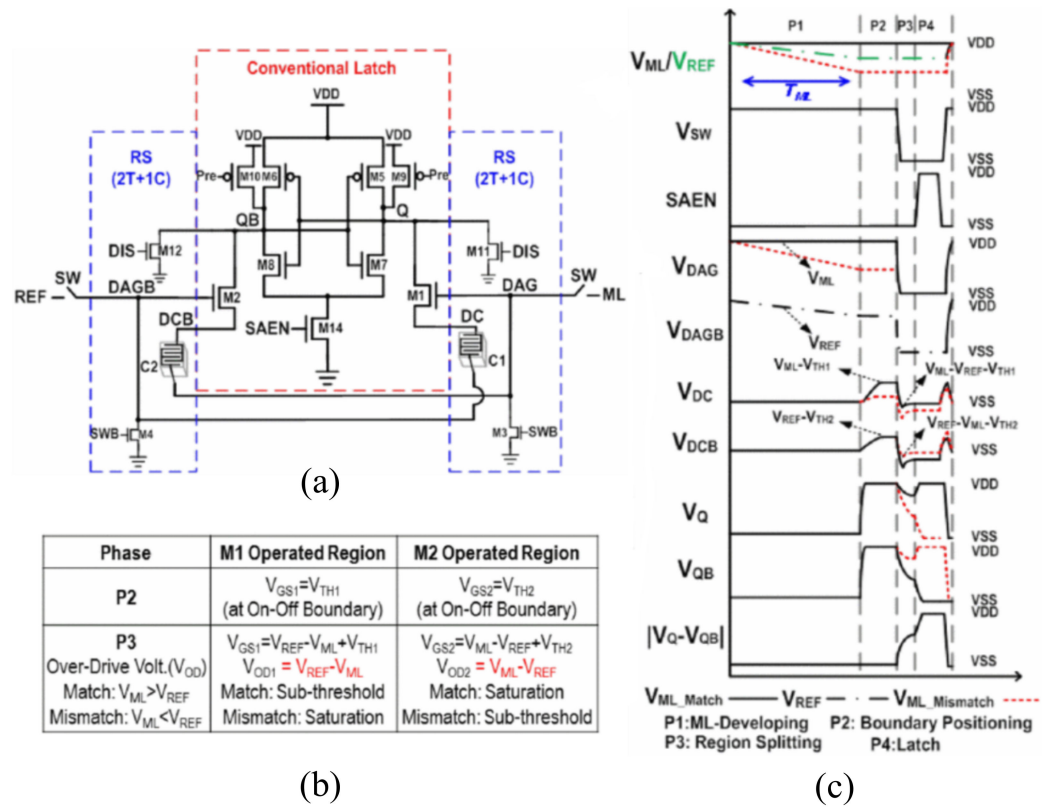 Conventional Latch
RS
(2T+1C)
RS
(2T+1C)
VDD
VDD
VDD
Pre
M10
M6
M5
M9
Pre
QB
Q
DIS
M12
M11
DIS
M8
M7
SW
REF
DAGB
M2
M1
DAG
SW
ML
DCB
DC
SAEN
M14
C2
C1
SWB
M4
M3
SWB
(a)
Phase
M1 Operated Region
M2 Operated Region
P2
VGS1=VTH1
(at On-Off Boundary)
VGS2=VTH2
(at On-Off Boundary)
P3
Over-Drive Volt.(VOD)
Match: VML>VREF
Mismatch: VML<VREF
VGS1=VREF-VML+VTH1
VOD1 = VREF-VML
Match: Sub-threshold
Mismatch: Saturation
VGS2=VML-VREF+VTH2
VOD2 = VML-VREF
Match: Saturation
Mismatch: Sub-threshold
(b)
P1
P2
P3
P4
VML/VREF
TML
VDD
VSS
VSW
VDD
VSS
SAEN
VDD
VSS
VDAG
VML
VDD
VSS
VDAGB
VREF
VDD
VSS
VML-VTH1
VML-VREF-VTH1
VDC
VSS
VREF-VTH2
VREF-VML-VTH2
VDCB
VSS
VQ
VDD
VSS
VQB
VDD
VSS
|VQ-VQB|
VDD
VSS
VML_Match
VREF
VML_Mismatch
P1:ML-Developing
P2: Boundary Positioning
P3: Region Splitting
P4:Latch
(c)